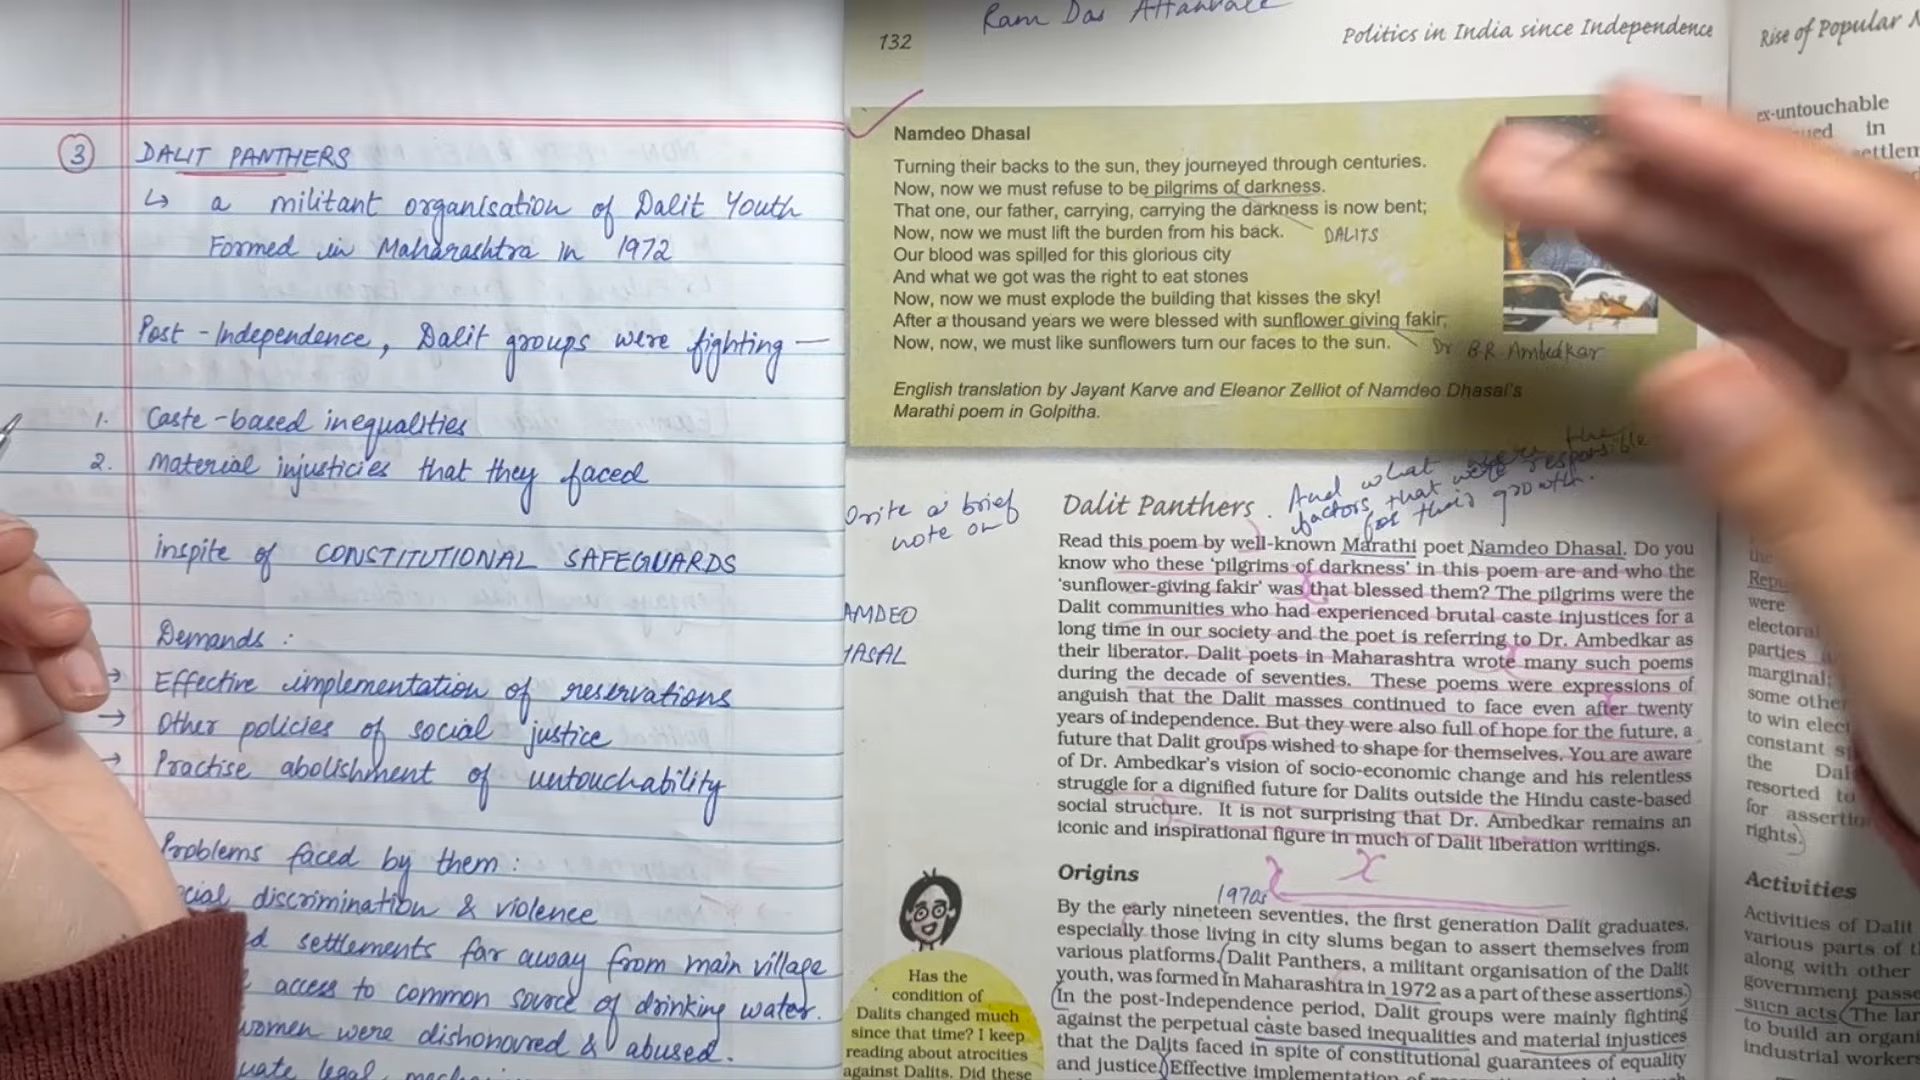 3 DALIT PANTHERS
↳ a militant organisation of Dalit Youth
Formed in Maharashtra in 1972
Post-Independence, Dalit groups were fighting —
1. Caste-based inequalities
2. Material injusticies that they faced
inspite of CONSTITUTIONAL SAFEGUARDS
Demands :
→ Effective implementation of reservations
→ Other policies of social justice
→ Practise abolishment of untouchability
Problems faced by them :
discrimination & violence
settlements far away from main village
access to common source of drinking water.
women were dishonoured & abused.
legal
Ram Das
132
Politics in India since Independence
Namdeo Dhasal
Turning their backs to the sun, they journeyed through centuries.
Now, now we must refuse to be pilgrims of darkness.
That one, our father, carrying, carrying the darkness is now bent;
Now, now we must lift the burden from his back.
DALITS
Our blood was spilled for this glorious city
And what we got was the right to eat stones
Now, now we must explode the building that kisses the sky!
After a thousand years we were blessed with sunflower giving fakir,
Now, now, we must like sunflowers turn our faces to the sun.
Dr B.R. Ambedkar
English translation by Jayant Karve and Eleanor Zelliot of Namdeo Dhasal's
Marathi poem in Golpitha.
And what were the
factors that were responsible
for their growth.
a brief
note on
Dalit Panthers
Read this poem by well-known Marathi poet Namdeo Dhasal. Do you
know who these 'pilgrims of darkness' in this poem are and who the
'sunflower-giving fakir' was that blessed them? The pilgrims were the
Dalit communities who had experienced brutal caste injustices for a
long time in our society and the poet is referring to Dr. Ambedkar as
their liberator. Dalit poets in Maharashtra wrote many such poems
during the decade of seventies. These poems were expressions of
anguish that the Dalit masses continued to face even after twenty
years of independence. But they were also full of hope for the future, a
future that Dalit groups wished to shape for themselves. You are aware
of Dr. Ambedkar's vision of socio-economic change and his relentless
struggle for a dignified future for Dalits outside the Hindu caste-based
social structure. It is not surprising that Dr. Ambedkar remains an
iconic and inspirational figure in much of Dalit liberation writings.
Origins
1970s
By the early nineteen seventies, the first generation Dalit graduates,
especially those living in city slums began to assert themselves from
various platforms. Dalit Panthers, a militant organisation of the Dalit
youth, was formed in Maharashtra in 1972 as a part of these assertions.
In the post-Independence period, Dalit groups were mainly fighting
against the perpetual caste based inequalities and material injustices
that the Dalits faced in spite of constitutional guarantees of equality
and justice. Effective implementation of
Has the
condition of
Dalits changed much
since that time? I keep
reading about atrocities
against Dalits. Did these
Rise of Popular
ex-untouchable
in
the
were
electoral
parties
marginal;
some other
to win
constant
the
resorted to
for
rights.
Activities
Activities of Dalit
various parts of
along with other
government
such acts. The
to build an
industrial workers